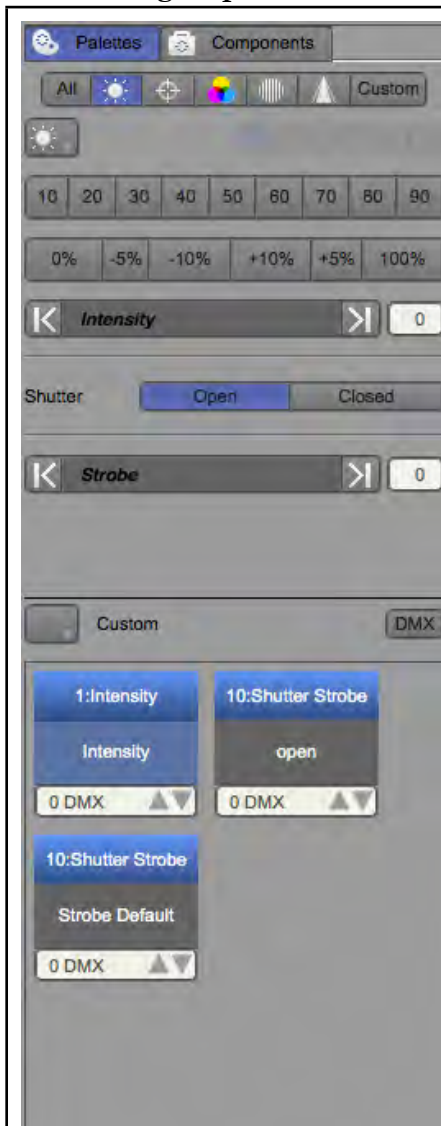 Palettes Components
All Custom
10 20 30 40 50 60 70 80 90
0% -5% -10% +10% +5% 100%
Intensity 0
Shutter Open Closed
Strobe 0
Custom DMX
1:Intensity 10:Shutter Strobe
Intensity open
0 DMX 0 DMX
10:Shutter Strobe
Strobe Default
0 DMX